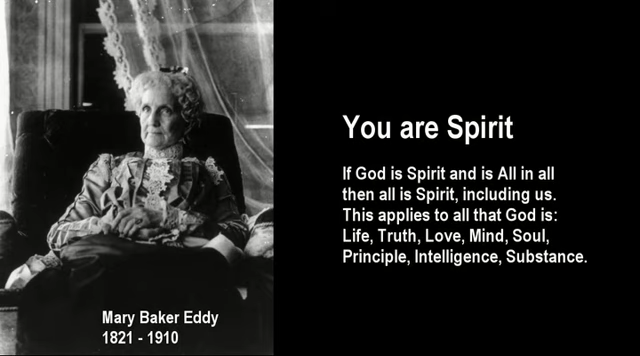 You are Spirit
If God is Spirit and is All in all
then all is Spirit, including us.
This applies to all that God is:
Life, Truth, Love, Mind, Soul,
Principle, Intelligence, Substance.
Mary Baker Eddy
1821 - 1910